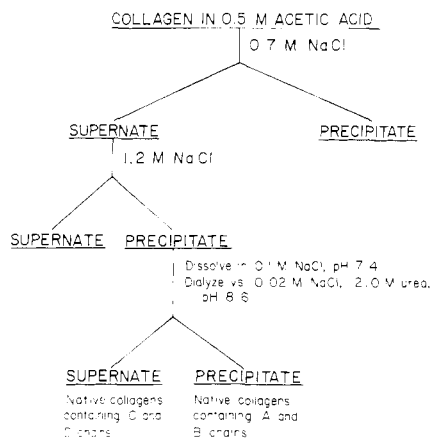 COLLAGEN IN 0.5 M ACETIC ACID
0.7 M NaCl
SUPERNATE PRECIPITATE
1.2 M NaCl
SUPERNATE PRECIPITATE
Dissolve in 0.1 M NaCl, pH 7.4
Dialyze vs. 0.02 M NaCl, 2.0 M urea,
pH 8.6
SUPERNATE PRECIPITATE
Native collagens Native collagens
containing C and containing A and
chains B chains